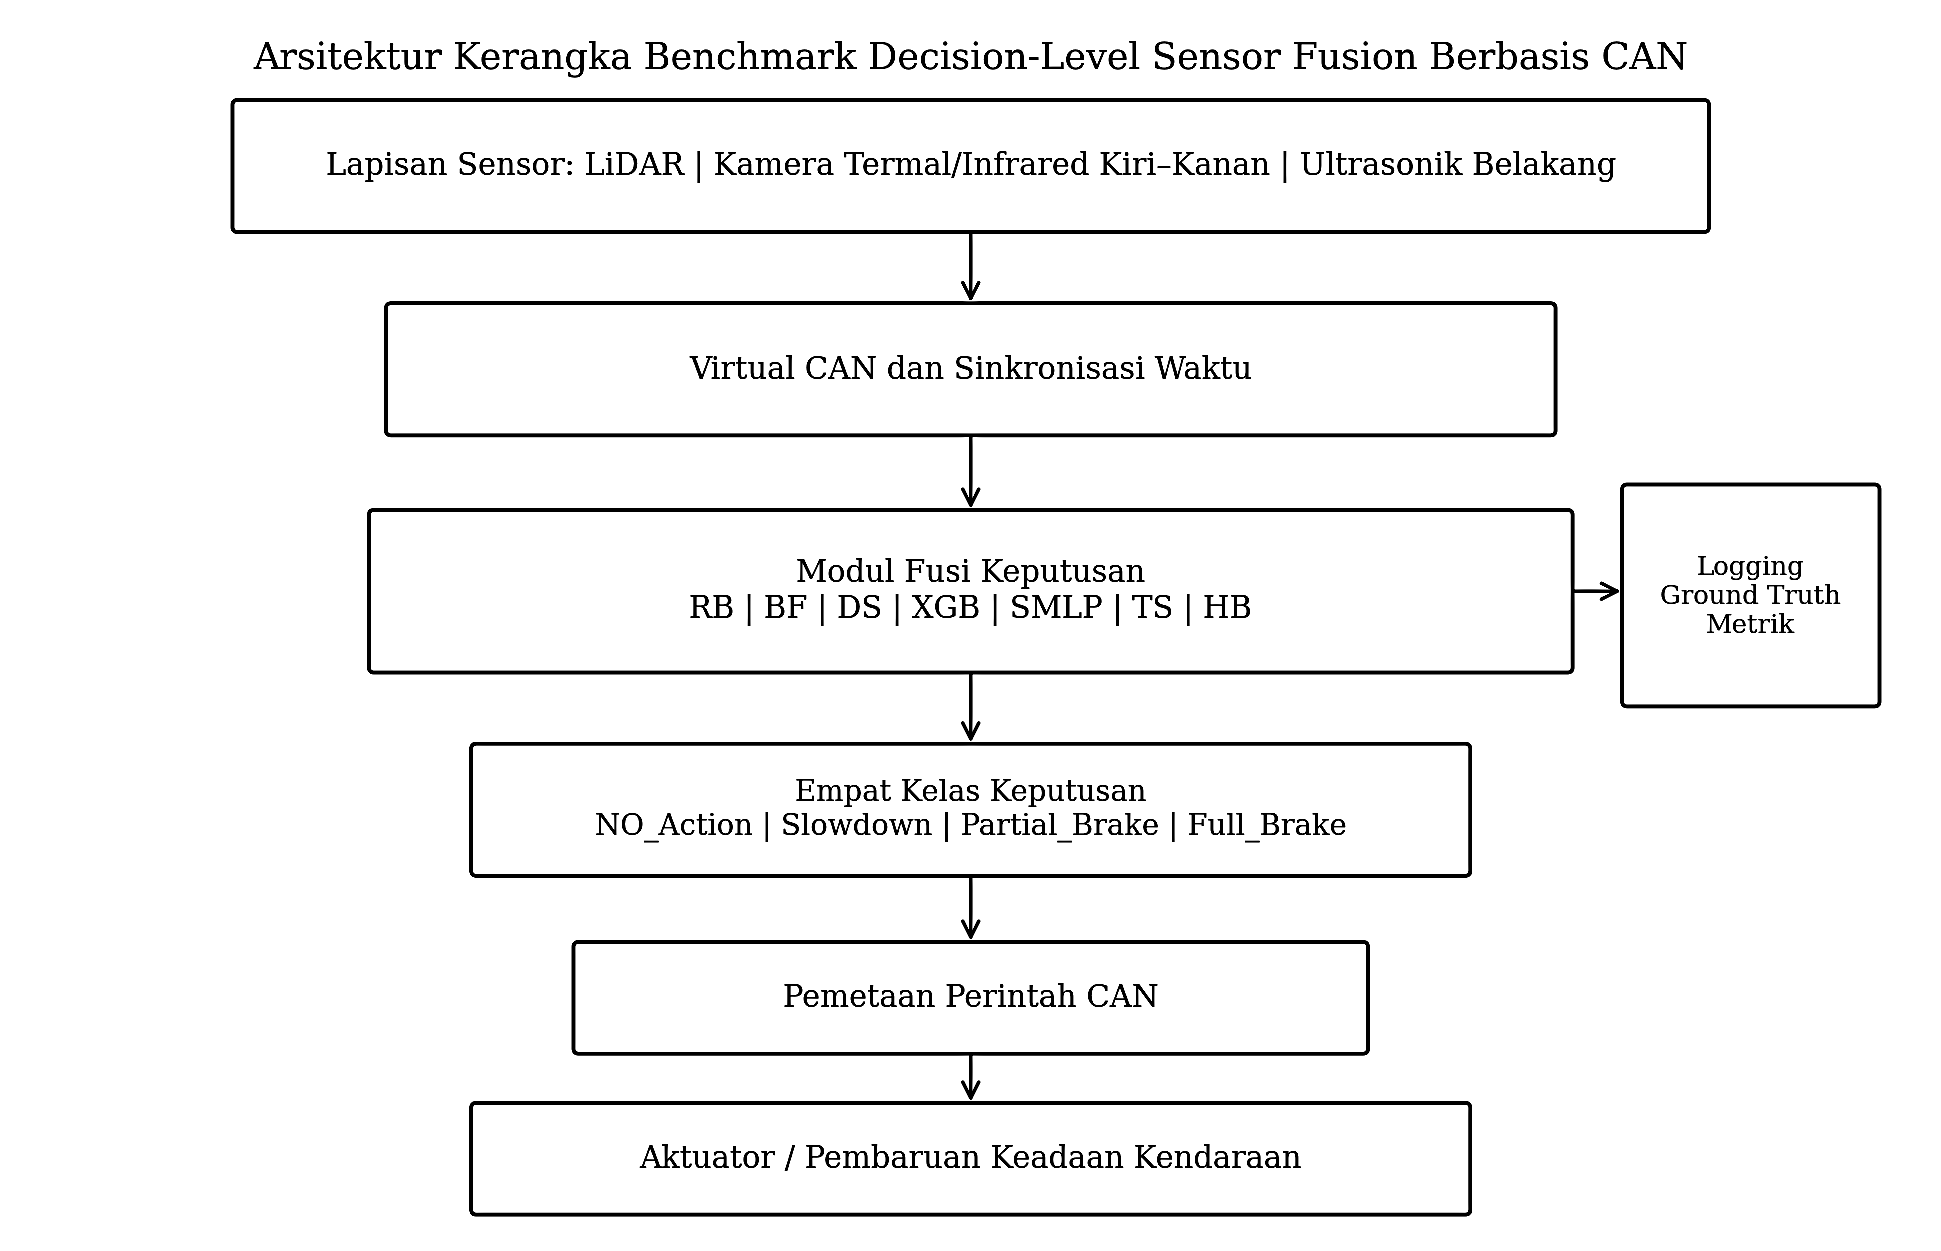 Arsitektur Kerangka Benchmark Decision-Level Sensor Fusion Berbasis CAN
Lapisan Sensor: LiDAR | Kamera Termal/Infrared Kiri–Kanan | Ultrasonik Belakang
Virtual CAN dan Sinkronisasi Waktu
Modul Fusi Keputusan
RB | BF | DS | XGB | SMLP | TS | HB
Logging
Ground Truth
Metrik
Empat Kelas Keputusan
NO_Action | Slowdown | Partial_Brake | Full_Brake
Pemetaan Perintah CAN
Aktuator / Pembaruan Keadaan Kendaraan